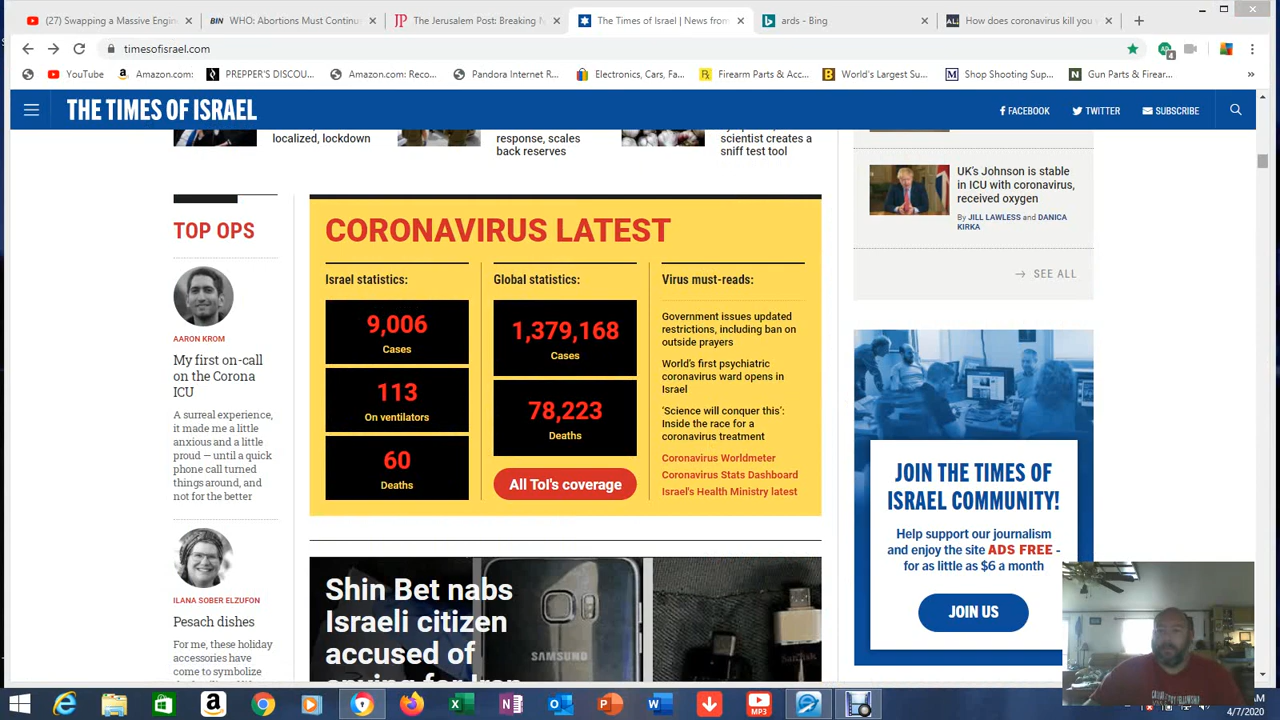 (27) Swapping a Massive Engin
WHO: Abortions Must Continu
The Jerusalem Post: Breaking N
The Times of Israel | News from
ards - Bing
How does coronavirus kill you
timesofisrael.com
YouTube
Amazon.com:
PREPPER'S DISCOU...
Amazon.com: Reco...
Pandora Internet R...
Electronics, Cars, Fa...
Firearm Parts & Acc...
World's Largest Su...
Shop Shooting Sup...
Gun Parts & Firear...
THE TIMES OF ISRAEL
FACEBOOK
TWITTER
SUBSCRIBE
localized, lockdown
response, scales
back reserves
scientist creates a
sniff test tool
UK's Johnson is stable
in ICU with coronavirus,
received oxygen
By JILL LAWLESS and DANICA
KIRKA
→ SEE ALL
TOP OPS
AARON KROM
My first on-call
on the Corona
ICU
A surreal experience,
it made me a little
anxious and a little
proud — until a quick
phone call turned
things around, and
not for the better
ILANA SOBER ELZUFON
Pesach dishes
For me, these holiday
accessories have
come to symbolize
CORONAVIRUS LATEST
Israel statistics:
9,006
Cases
113
On ventilators
60
Deaths
Global statistics:
1,379,168
Cases
78,223
Deaths
All ToI's coverage
Virus must-reads:
Government issues updated
restrictions, including ban on
outside prayers
World's first psychiatric
coronavirus ward opens in
Israel
'Science will conquer this':
Inside the race for a
coronavirus treatment
Coronavirus Worldmeter
Coronavirus Stats Dashboard
Israel's Health Ministry latest
Shin Bet nabs
Israeli citizen
accused of
SAMSUNG
SanDisk
JOIN THE TIMES OF
ISRAEL COMMUNITY!
Help support our journalism
and enjoy the site ADS FREE -
for as little as $6 a month
JOIN US
MP3
4/7/2020